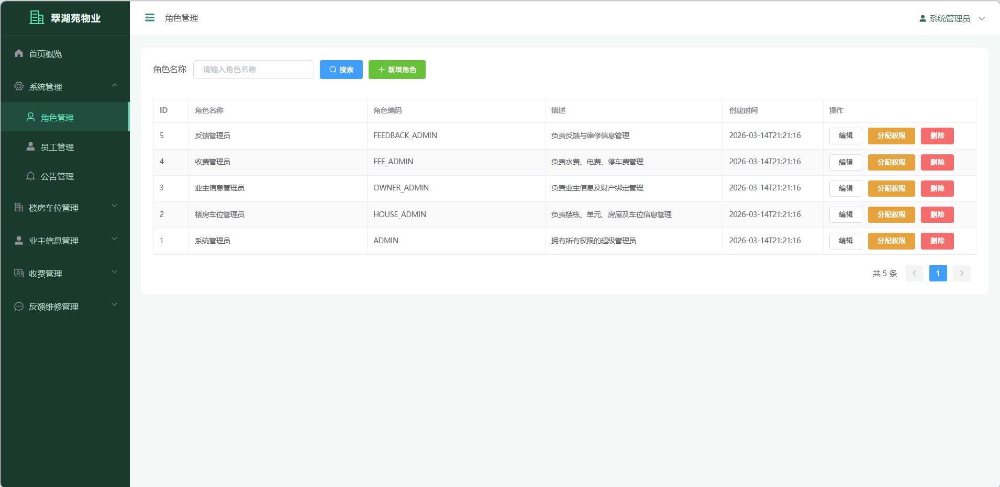 翠湖苑物业
角色管理
系统管理员
首页概览
系统管理
角色管理
员工管理
公告管理
楼房车位管理
业主信息管理
收费管理
反馈维修管理
角色名称 请输入角色名称 搜索 新增角色
ID 角色名称 角色编码 描述 创建时间 操作
5 反馈管理员 FEEDBACK_ADMIN 负责反馈与维修信息管理 2026-03-14T21:21:16 编辑 分配权限 删除
4 收费管理员 FEE_ADMIN 负责水费、电费、停车费管理 2026-03-14T21:21:16 编辑 分配权限 删除
3 业主信息管理员 OWNER_ADMIN 负责业主信息及财产绑定管理 2026-03-14T21:21:16 编辑 分配权限 删除
2 楼房车位管理员 HOUSE_ADMIN 负责楼栋、单元、房屋及车位信息管理 2026-03-14T21:21:16 编辑 分配权限 删除
1 系统管理员 ADMIN 拥有所有权限的超级管理员 2026-03-14T21:21:16 编辑 分配权限 删除
共 5 条 1